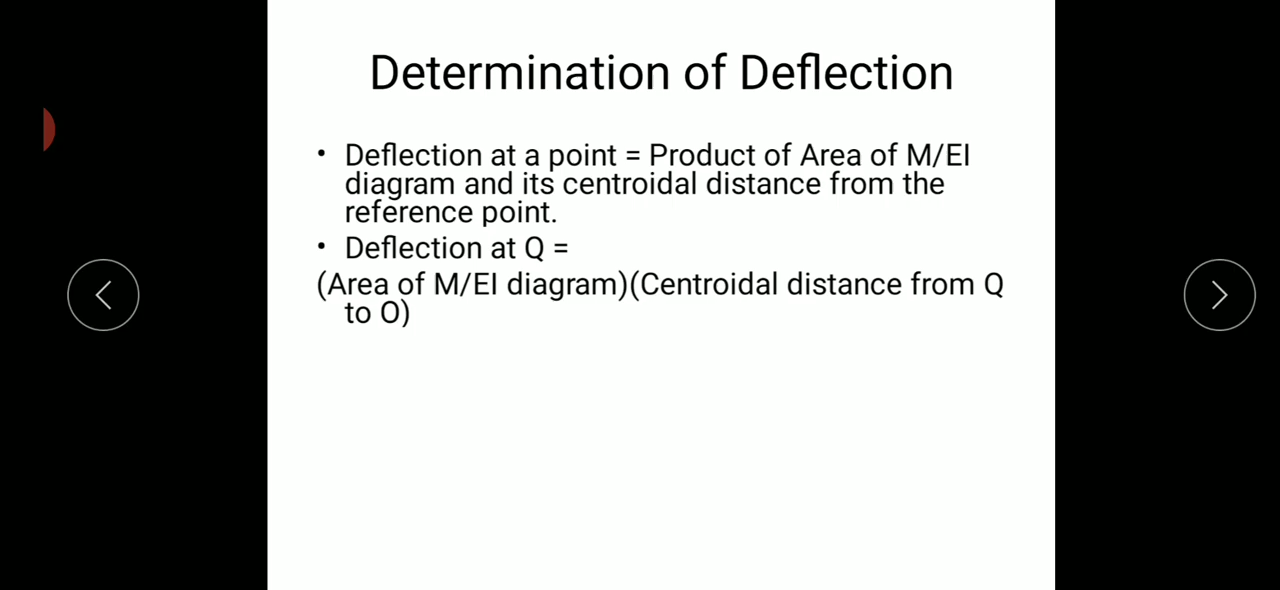 Determination of Deflection
• Deflection at a point = Product of Area of M/EI
diagram and its centroidal distance from the
reference point.
• Deflection at Q =
(Area of M/EI diagram)(Centroidal distance from Q
to O)